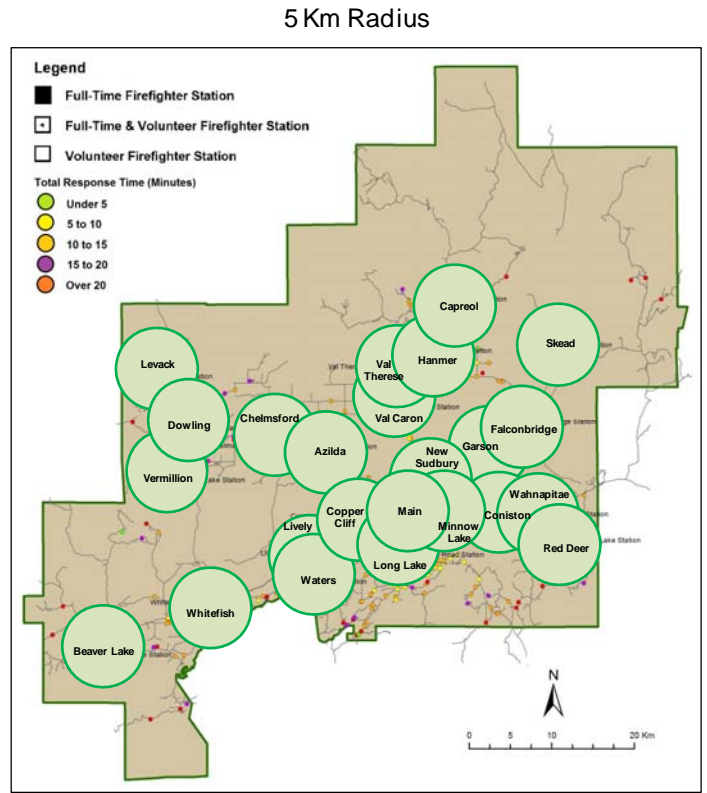 5 Km Radius
Legend
Full-Time Firefighter Station
Full-Time & Volunteer Firefighter Station
Volunteer Firefighter Station
Total Response Time (Minutes)
Under 5
5 to 10
10 to 15
15 to 20
Over 20
Capreol
Skead
Levack
Val
Therese
Hanmer
Val Caron
Station
Dowling
Chelmsford
Azilda
Falconbridge
Garson
New
Sudbury
Vermillion
Copper
Cliff
Main
Minnow
Lake
Wahnapitae
Coniston
Red Deer
Lively
Long Lake
Waters
Whitefish
Beaver Lake
N
0 5 10 20 Km